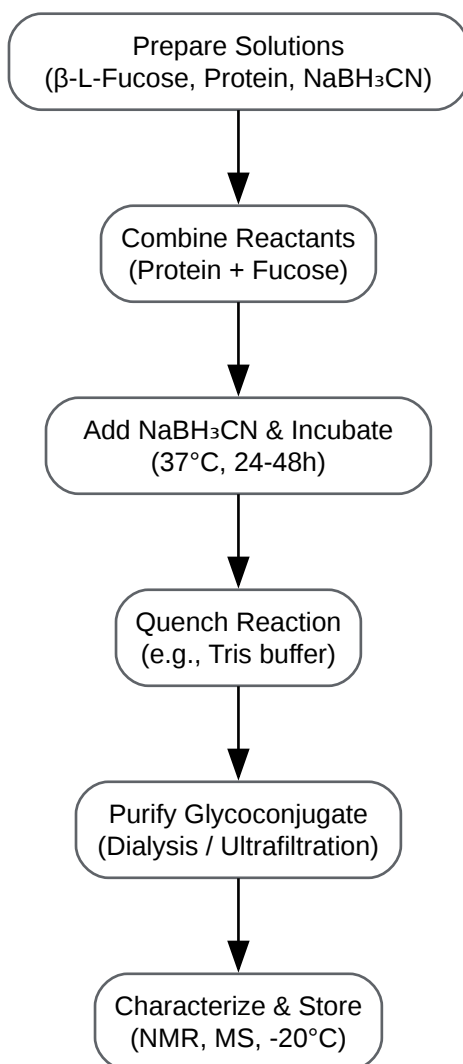 Prepare Solutions
(β-L-Fucose, Protein, NaBH₃CN)
Combine Reactants
(Protein + Fucose)
Add NaBH₃CN & Incubate
(37°C, 24-48h)
Quench Reaction
(e.g., Tris buffer)
Purify Glycoconjugate
(Dialysis / Ultrafiltration)
Characterize & Store
(NMR, MS, -20°C)